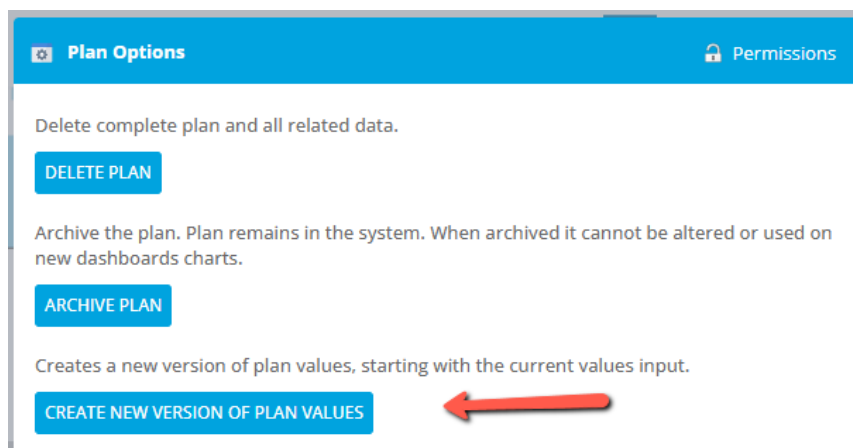 Plan Options
Permissions
Delete complete plan and all related data.
DELETE PLAN
Archive the plan. Plan remains in the system. When archived it cannot be altered or used on
new dashboards charts.
ARCHIVE PLAN
Creates a new version of plan values, starting with the current values input.
CREATE NEW VERSION OF PLAN VALUES